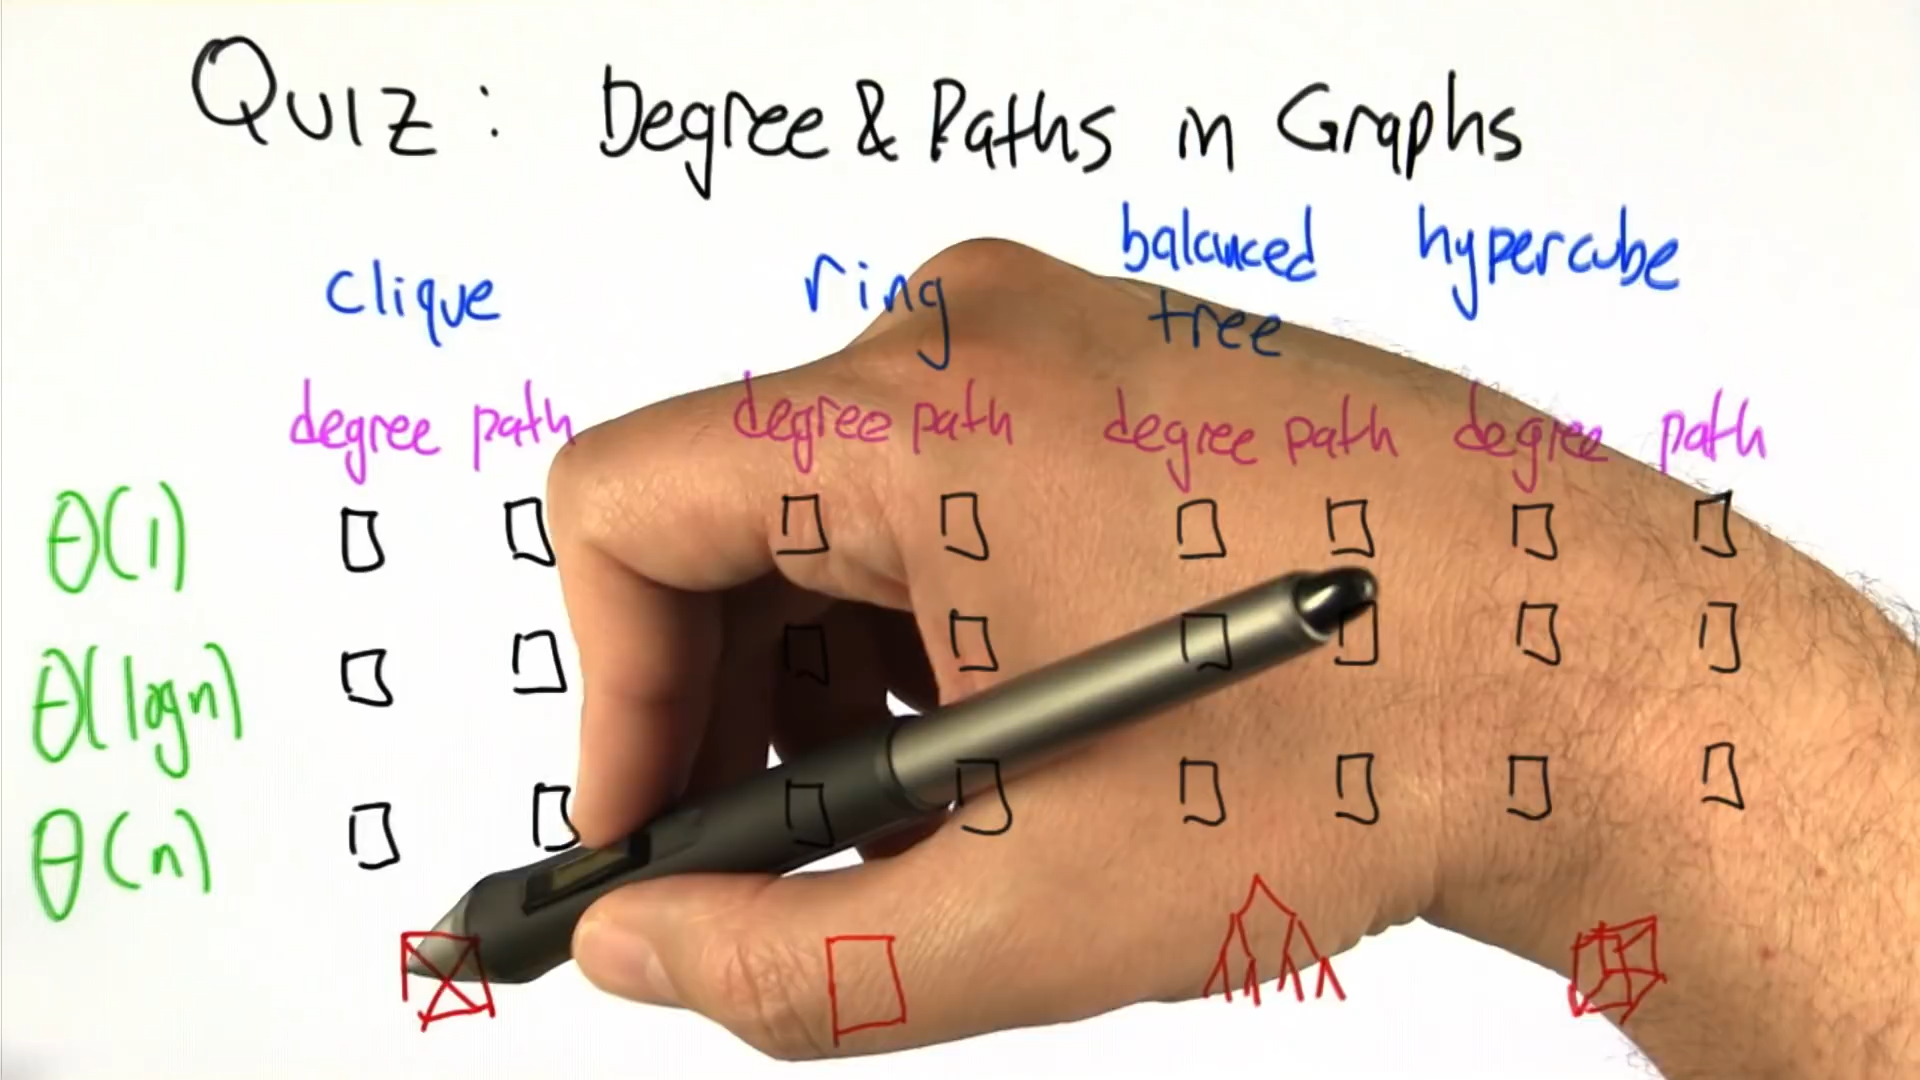 Quiz: Degree & Paths in Graphs
clique ring balanced tree hypercube
degree path degree path degree path degree path
Θ(1)
Θ(log n)
Θ(n)